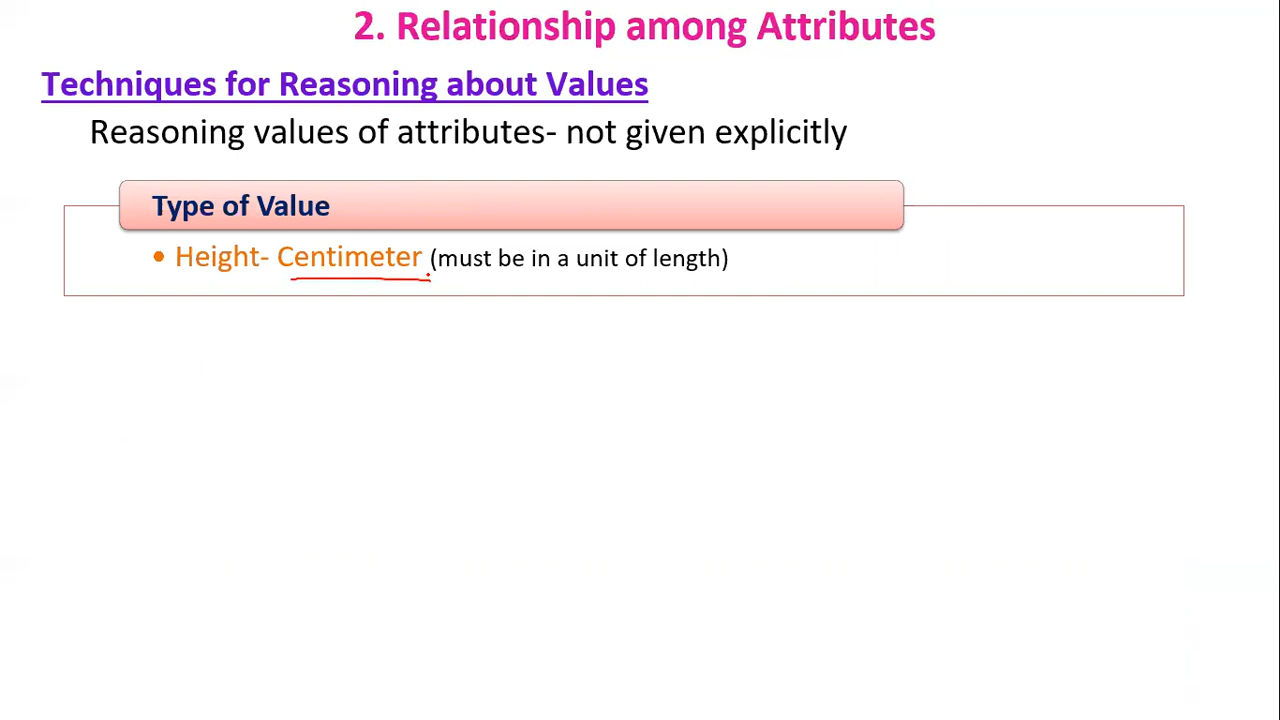 2. Relationship among Attributes
Techniques for Reasoning about Values
Reasoning values of attributes- not given explicitly
Type of Value
• Height- Centimeter (must be in a unit of length)